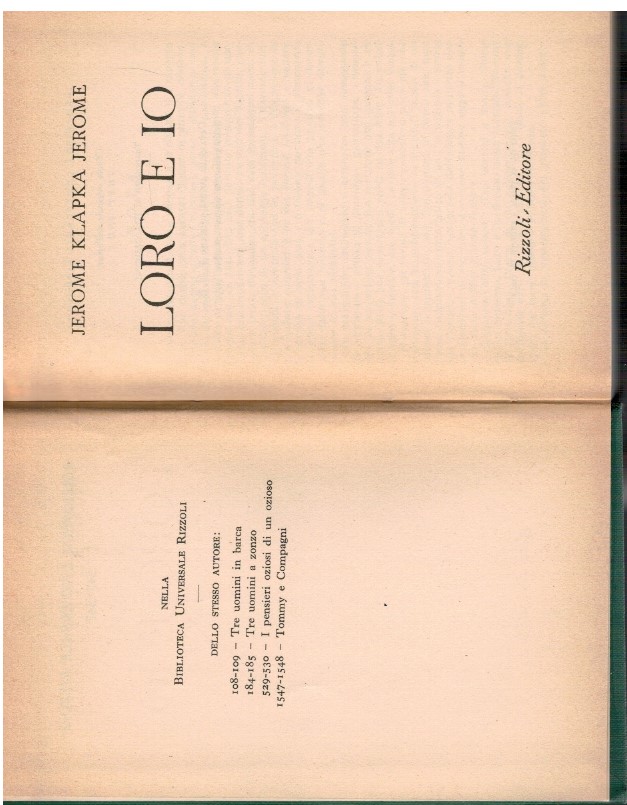 NELLA
BIBLIOTECA UNIVERSALE RIZZOLI
DELLO STESSO AUTORE:
108-109 – Tre uomini in barca
184-185 – Tre uomini a zonzo
529-530 – I pensieri oziosi di un ozioso
1547-1548 – Tommy e Compagni
JEROME KLAPKA JEROME
LORO E IO
Rizzoli - Editore